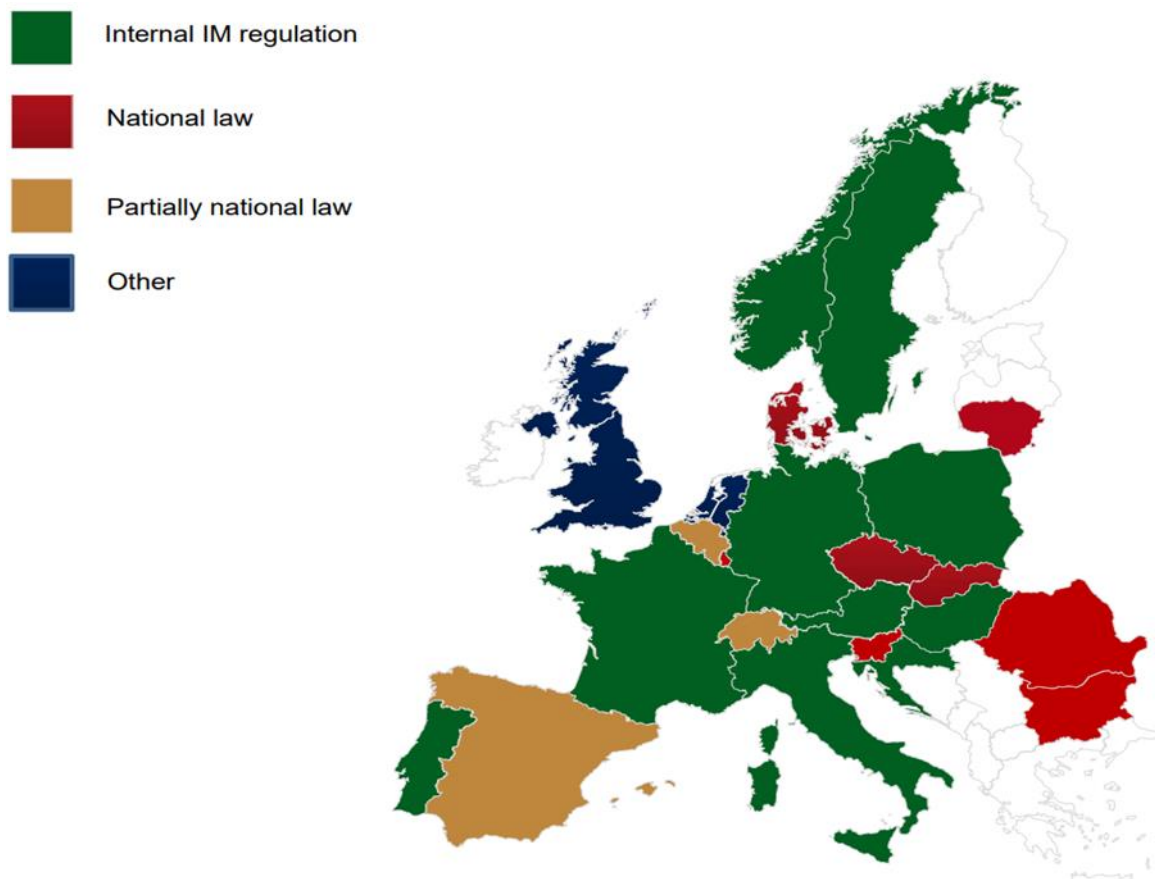 Internal IM regulation
National law
Partially national law
Other